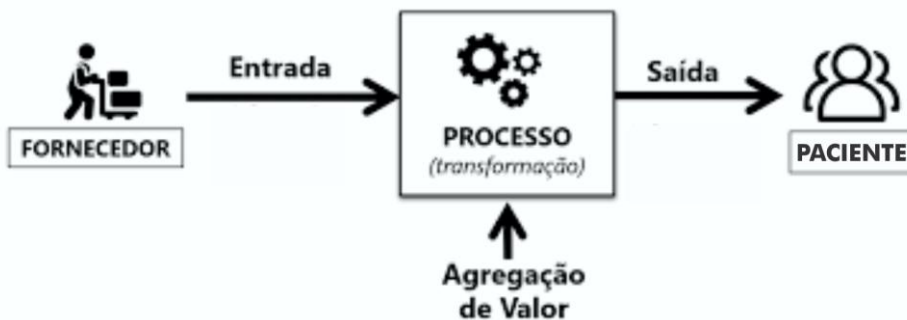 Entrada
Saída
FORNECEDOR
PROCESSO
(transformação)
PACIENTE
Agregação
de Valor